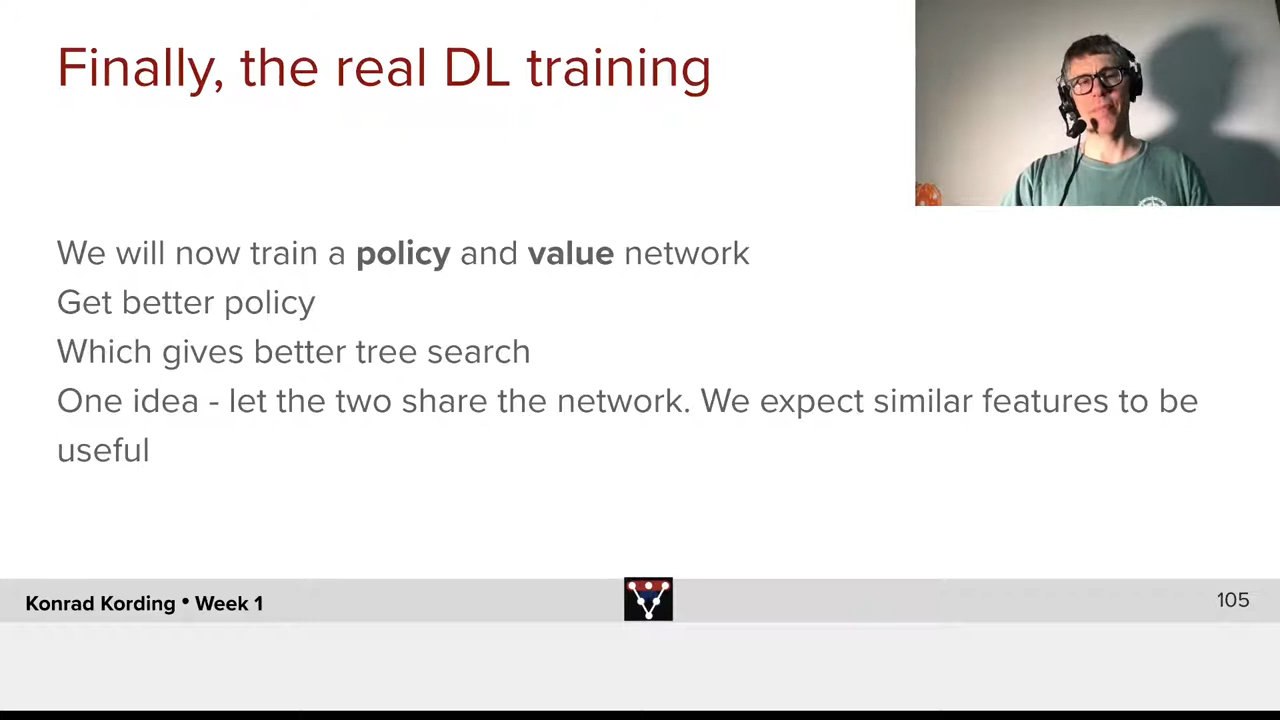 Finally, the real DL training
We will now train a policy and value network
Get better policy
Which gives better tree search
One idea - let the two share the network. We expect similar features to be
useful
Konrad Kording • Week 1
105